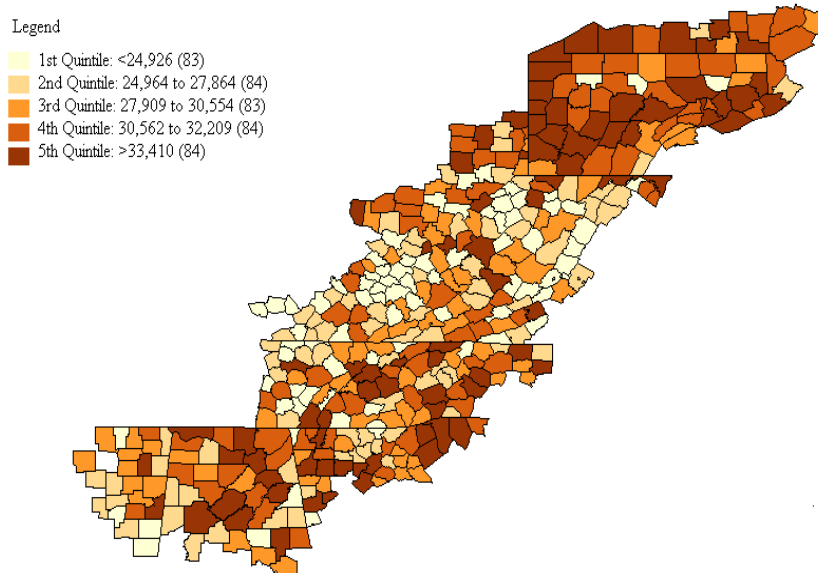 Legend
1st Quintile: <24,926 (83)
2nd Quintile: 24,964 to 27,864 (84)
3rd Quintile: 27,909 to 30,554 (83)
4th Quintile: 30,562 to 32,209 (84)
5th Quintile: >33,410 (84)